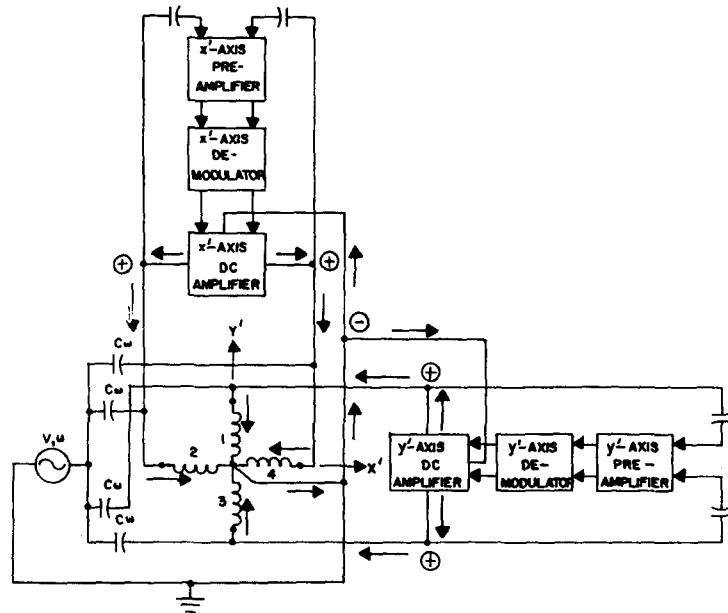 x'-AXIS
PRE-
AMPLIFIER
x'-AXIS
DE-
MODULATOR
x'-AXIS
DC
AMPLIFIER
+
+
−
Y'
Cω
Cω
+
V,ω
1
2
4
X'
3
y'-AXIS
DC
AMPLIFIER
y'-AXIS
DE-
MODULATOR
y'-AXIS
PRE-
AMPLIFIER
Cω
Cω
+